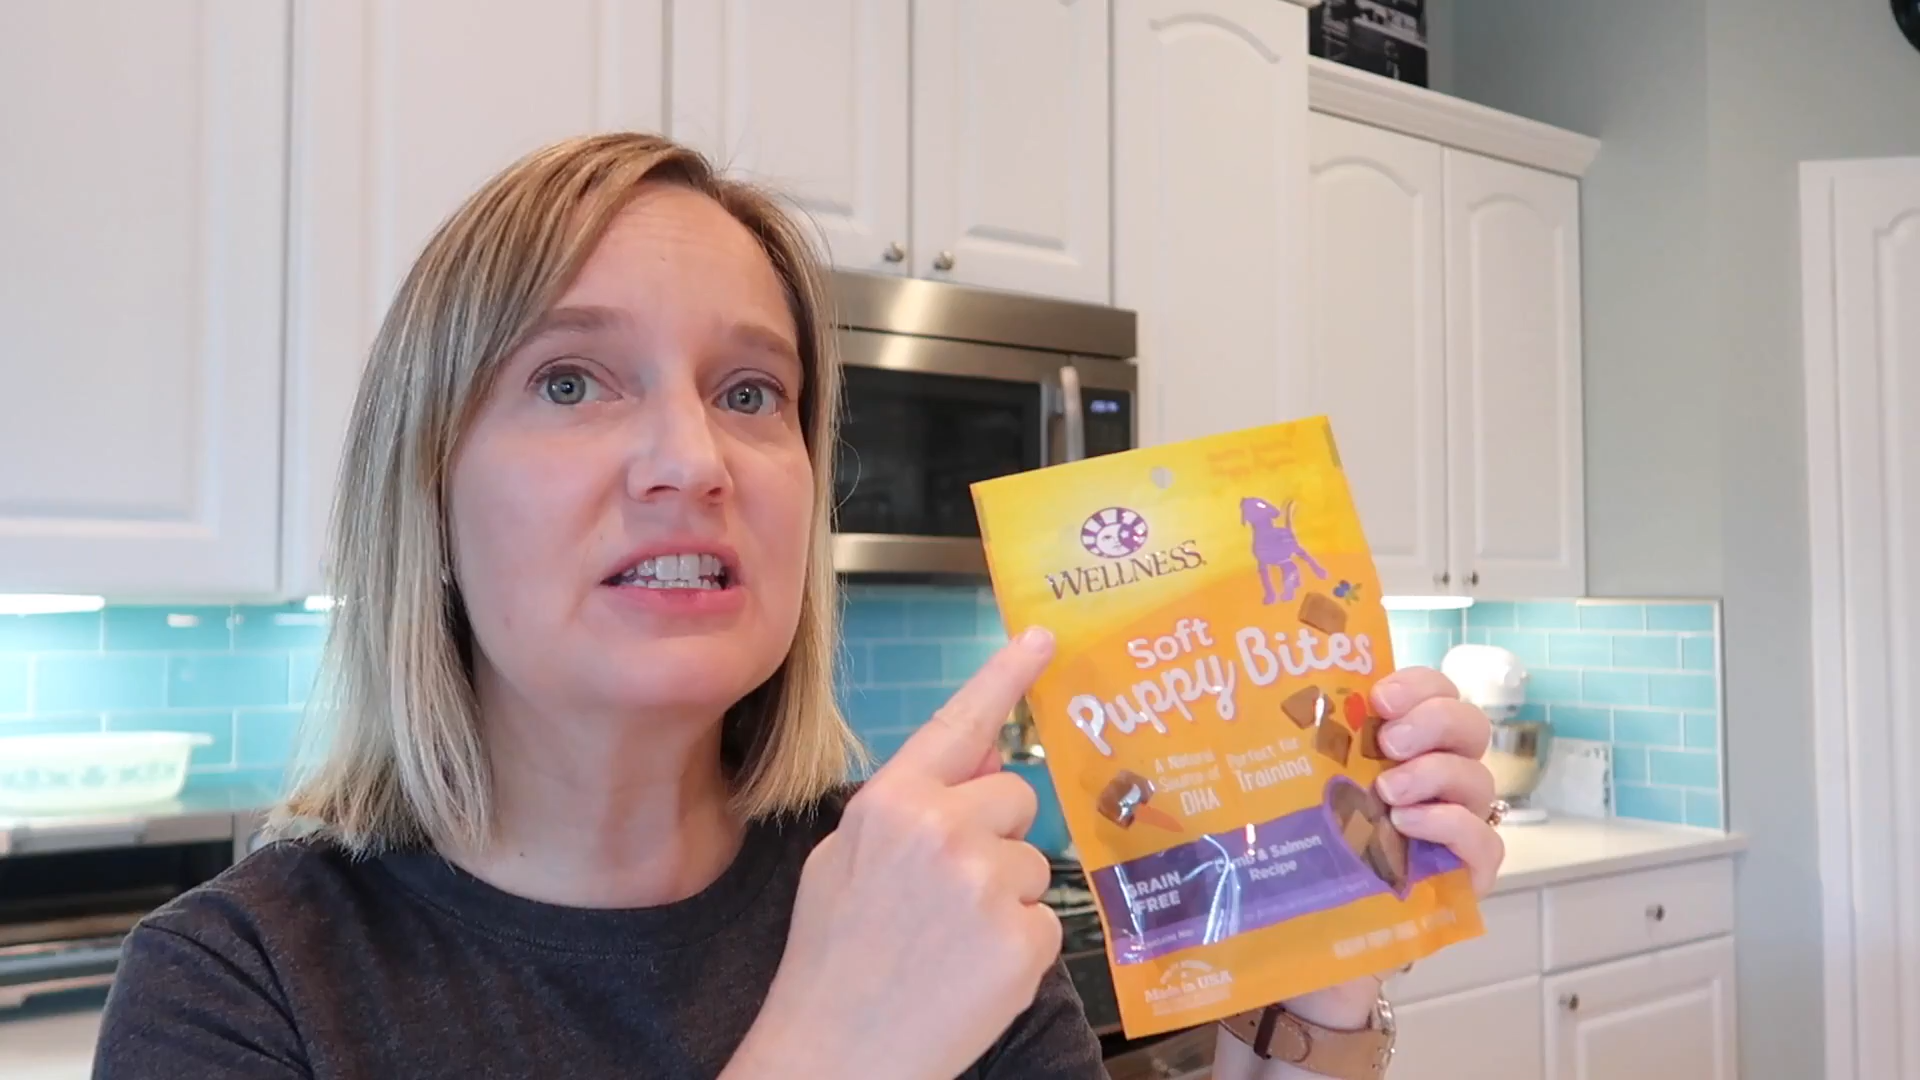 WELLNESS
Soft
Puppy Bites
A Natural
Source of
DHA
Perfect for
Training
GRAIN
FREE
Lamb & Salmon
Recipe
Made in USA